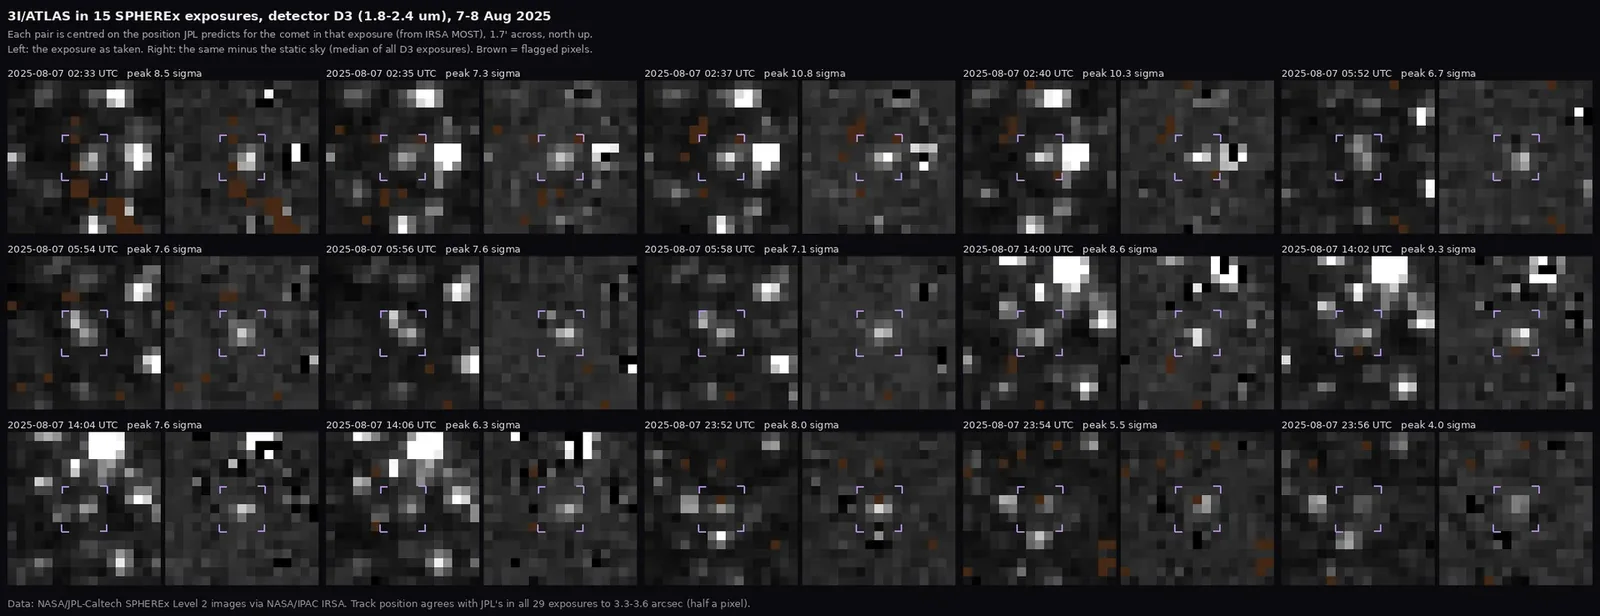 3I/ATLAS in 15 SPHEREx exposures, detector D3 (1.8-2.4 um), 7-8 Aug 2025
Each pair is centred on the position JPL predicts for the comet in that exposure (from IRSA MOST), 1.7' across, north up.
Left: the exposure as taken. Right: the same minus the static sky (median of all D3 exposures). Brown = flagged pixels.
2025-08-07 02:33 UTC peak 8.5 sigma
2025-08-07 02:35 UTC peak 7.3 sigma
2025-08-07 02:37 UTC peak 10.8 sigma
2025-08-07 02:40 UTC peak 10.3 sigma
2025-08-07 05:52 UTC peak 6.7 sigma
2025-08-07 05:54 UTC peak 7.6 sigma
2025-08-07 05:56 UTC peak 7.6 sigma
2025-08-07 05:58 UTC peak 7.1 sigma
2025-08-07 14:00 UTC peak 8.6 sigma
2025-08-07 14:02 UTC peak 9.3 sigma
2025-08-07 14:04 UTC peak 7.6 sigma
2025-08-07 14:06 UTC peak 6.3 sigma
2025-08-07 23:52 UTC peak 8.0 sigma
2025-08-07 23:54 UTC peak 5.5 sigma
2025-08-07 23:56 UTC peak 4.0 sigma
Data: NASA/JPL-Caltech SPHEREx Level 2 images via NASA/IPAC IRSA. Track position agrees with JPL's in all 29 exposures to 3.3-3.6 arcsec (half a pixel).